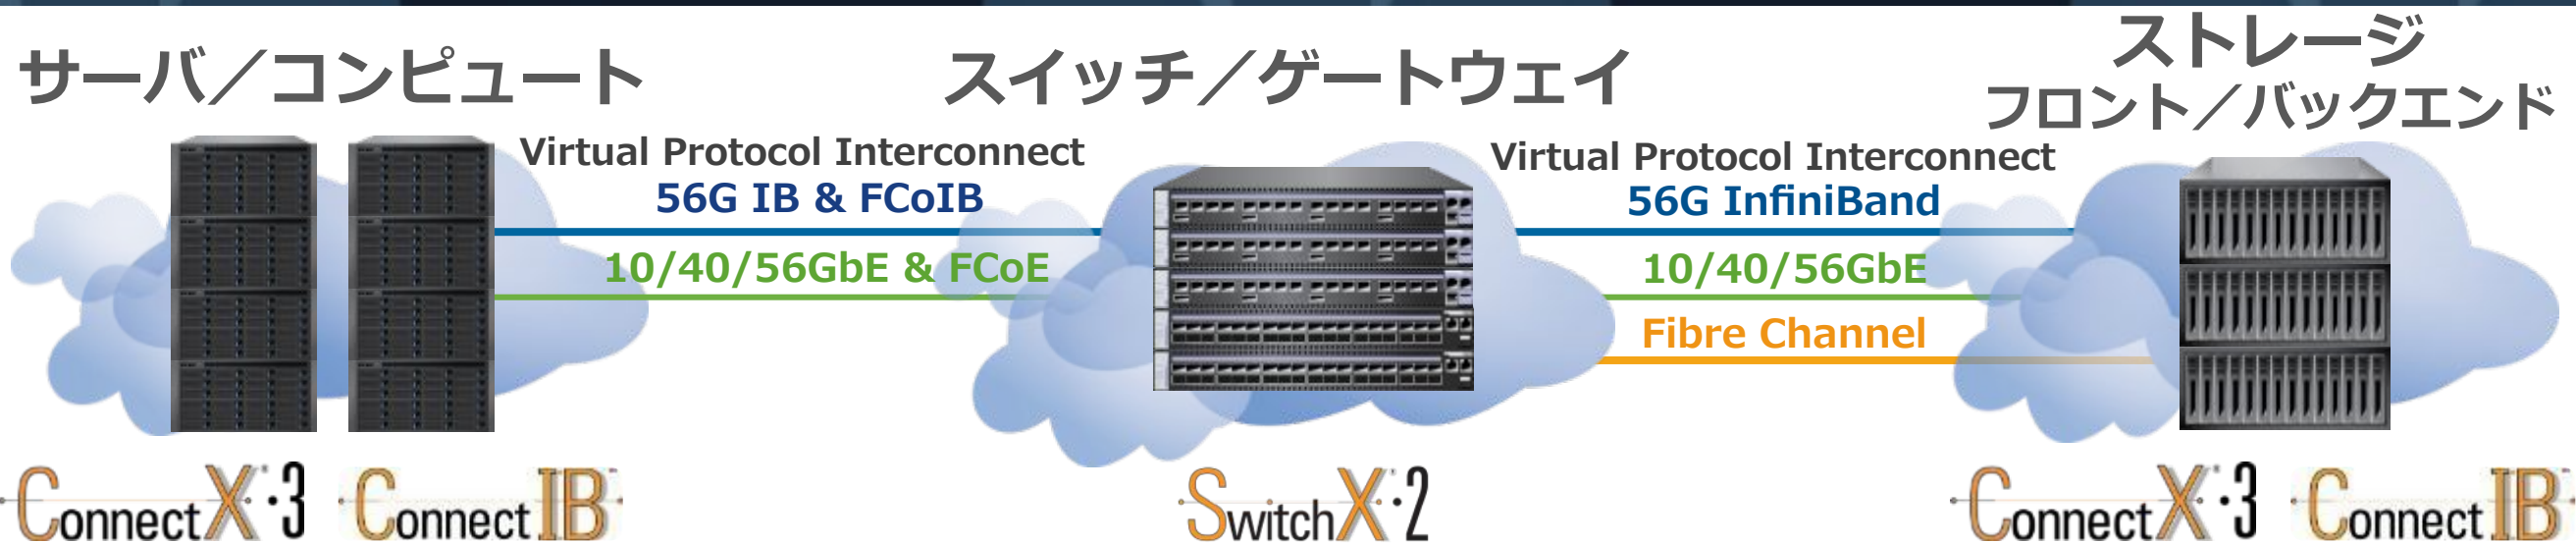 サーバ／コンピュート
スイッチ／ゲートウェイ
ストレージ
フロント／バックエンド
Virtual Protocol Interconnect
56G IB & FCoIB
10/40/56GbE & FCoE
Virtual Protocol Interconnect
56G InfiniBand
10/40/56GbE
Fibre Channel
ConnectX·3
ConnectIB
SwitchX·2
ConnectX·3
ConnectIB